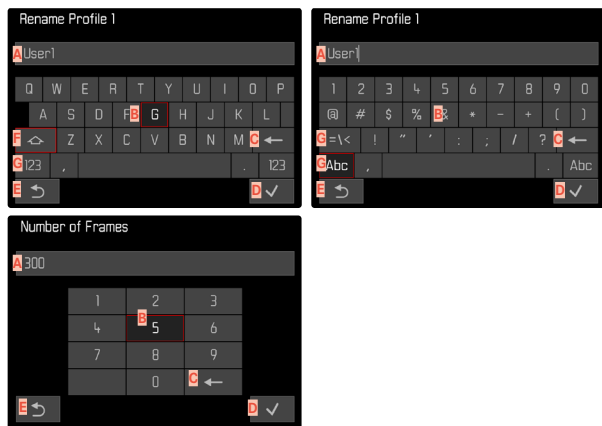 Rename Profile 1
A User1
Q W E R T Y U I O P
A S D F B G H J K L
F Z X C V B N M C ←
G 123 , . 123
E D
Rename Profile 1
A User1
1 2 3 4 5 6 7 8 9 0
@ # $ % B & * - + ( )
G =\< ! " ' : ; / ? C ←
G Abc , . Abc
E D
Number of Frames
A 300
1 2 3
4 B 5 6
7 8 9
0 C ←
E D